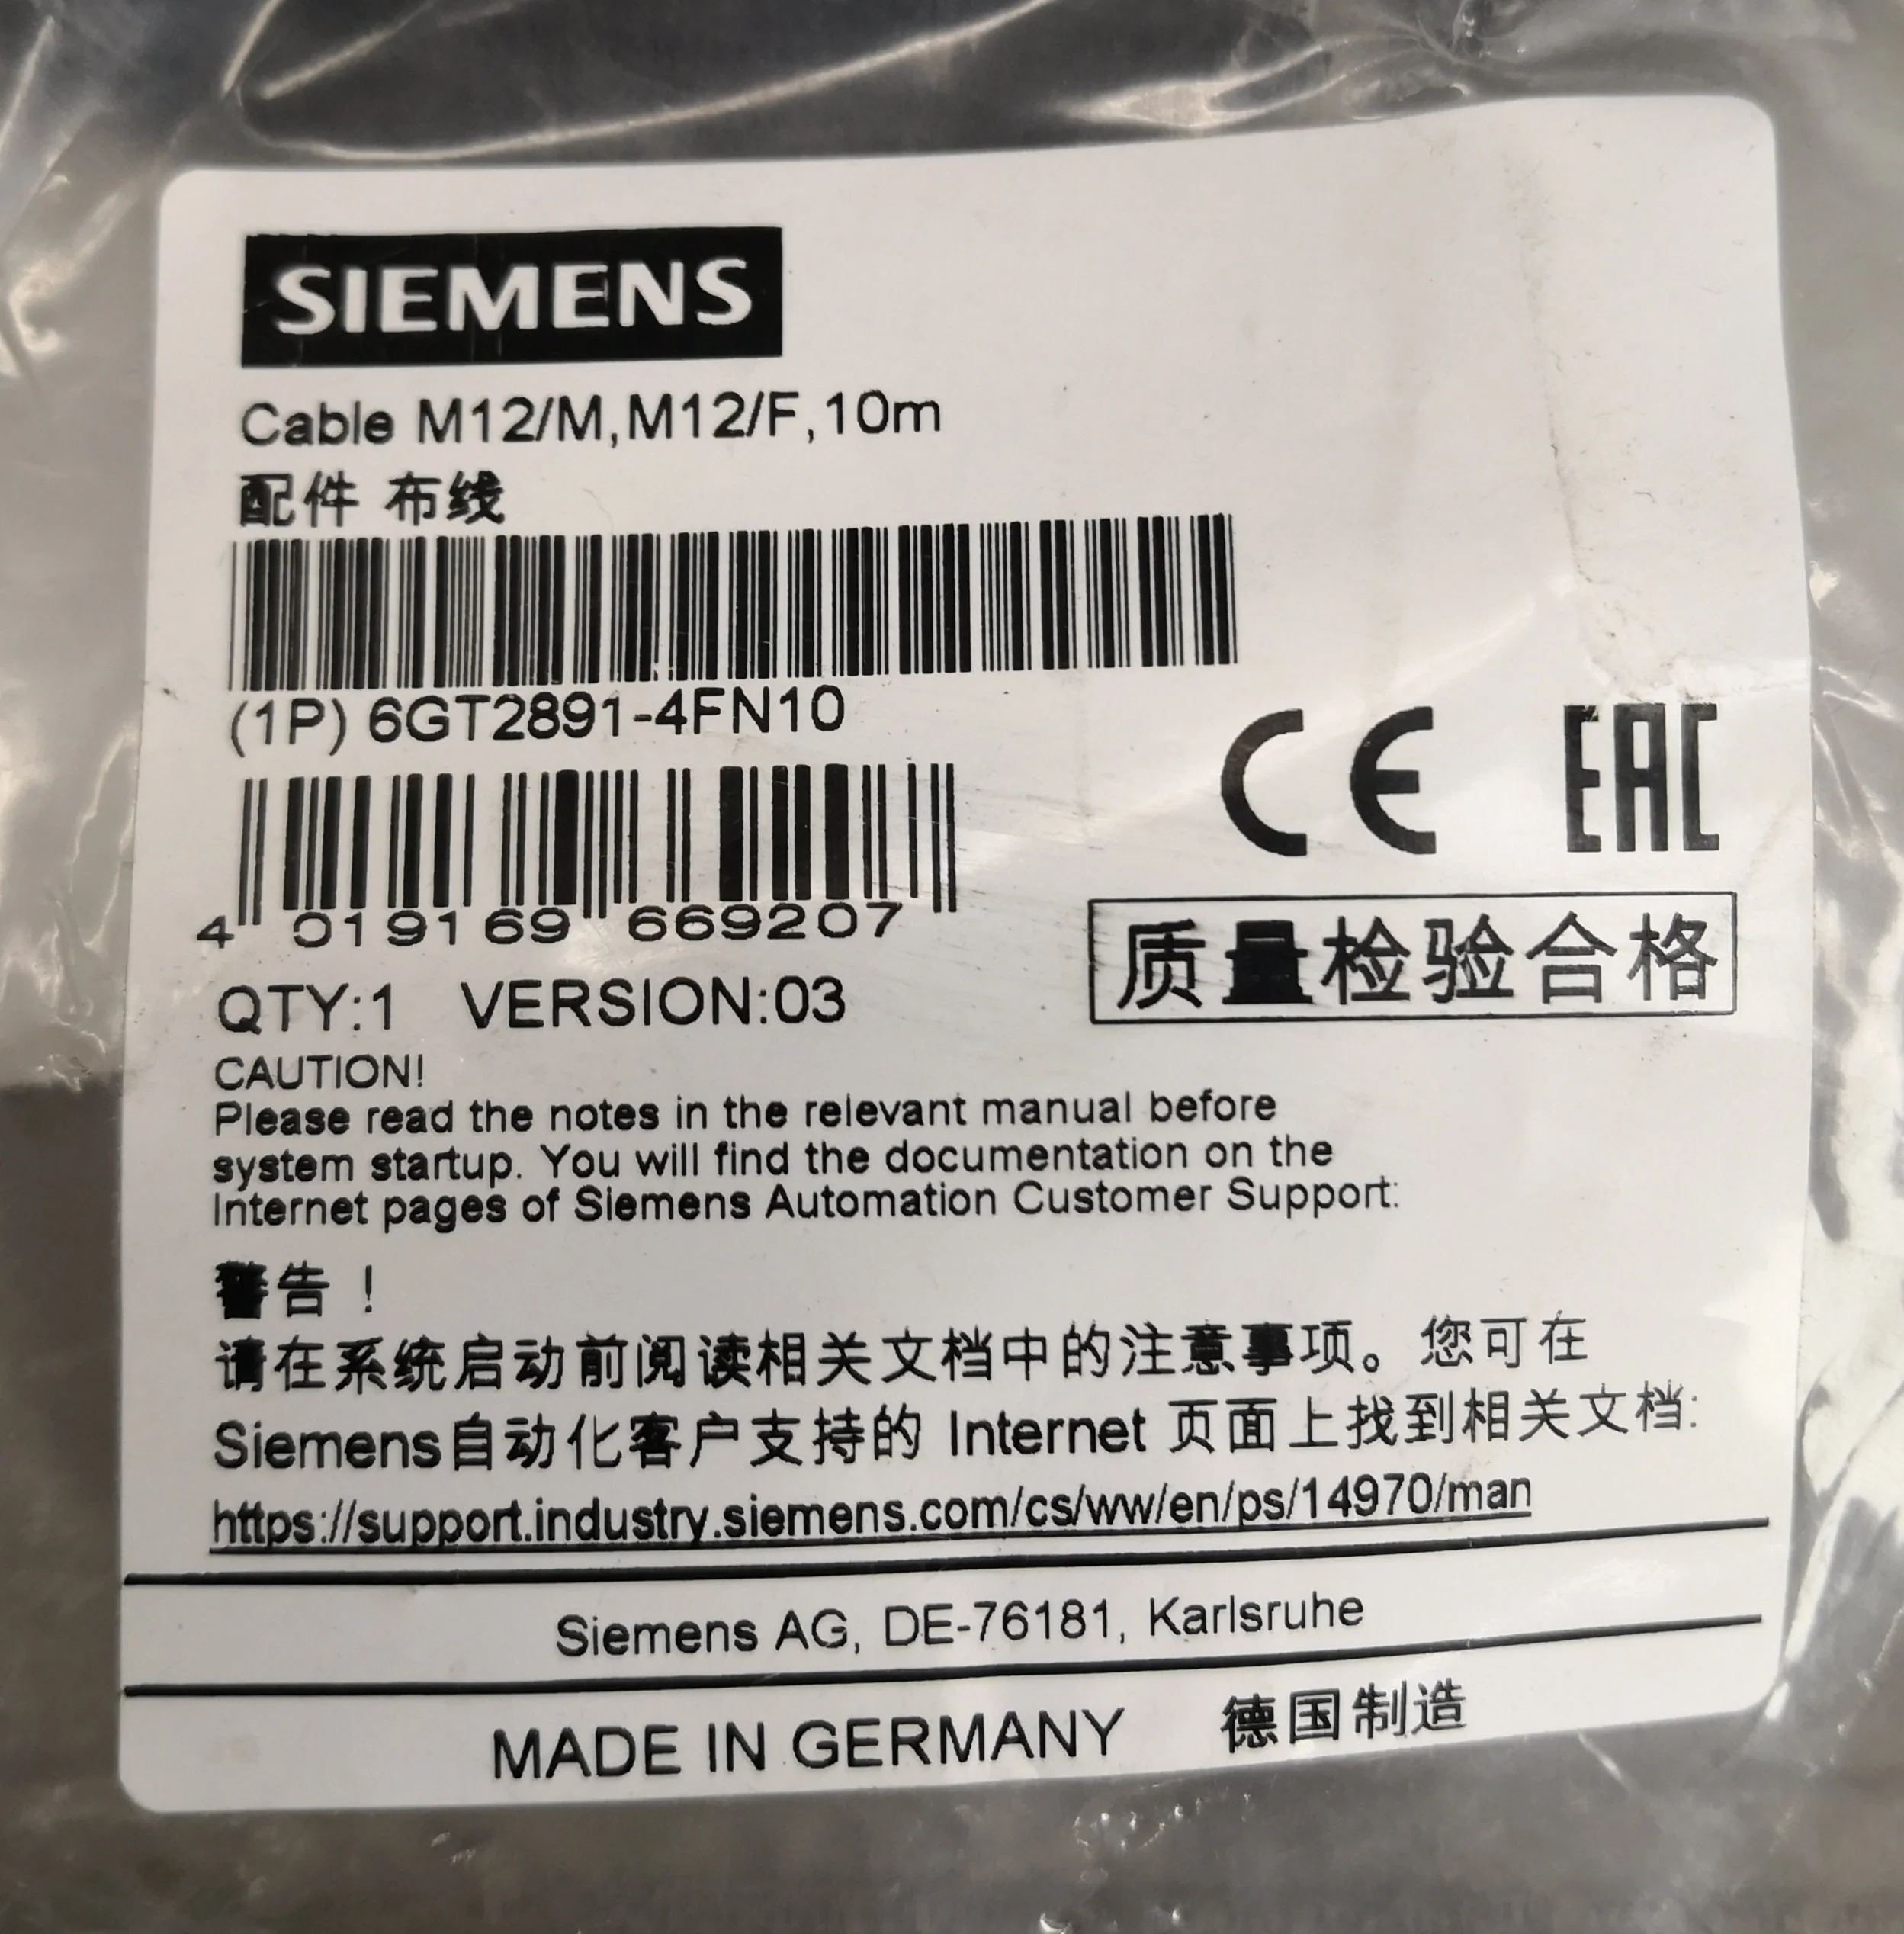 SIEMENS
Cable M12/M,M12/F,10m
配件 布线
(1P) 6GT2891-4FN10
CE EAC
4 019169 669207
质量检验合格
QTY:1 VERSION:03
CAUTION!
Please read the notes in the relevant manual before
system startup. You will find the documentation on the
Internet pages of Siemens Automation Customer Support:
警告！
请在系统启动前阅读相关文档中的注意事项。您可在
Siemens自动化客户支持的 Internet 页面上找到相关文档:
https://support.industry.siemens.com/cs/ww/en/ps/14970/man
Siemens AG, DE-76181, Karlsruhe
MADE IN GERMANY 德国制造